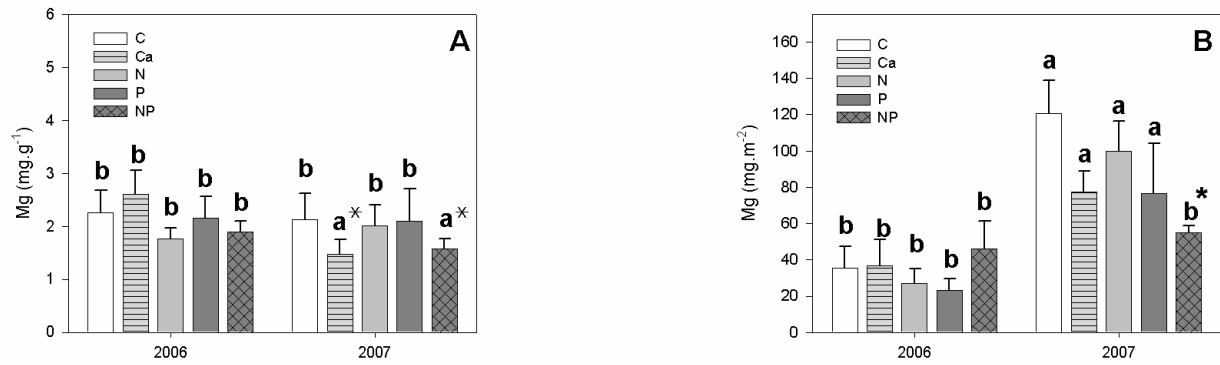 Mg (mg.g-1)
6
5
4
3
2
1
0
C
Ca
N
P
NP
A
b b b b b
b a* b b a*
2006 2007
Mg (mg.m-2)
160
140
120
100
80
60
40
20
0
C
Ca
N
P
NP
B
b b b b b
a a a a b*
2006 2007